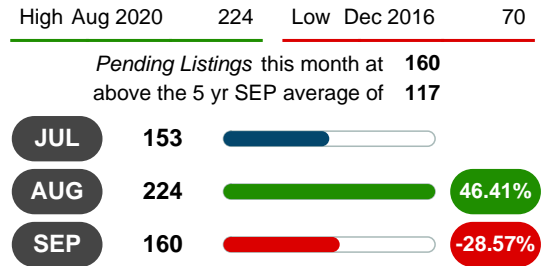 High Aug 2020 224 Low Dec 2016 70
Pending Listings this month at 160
above the 5 yr SEP average of 117
JUL 153
AUG 224 46.41%
SEP 160 -28.57%